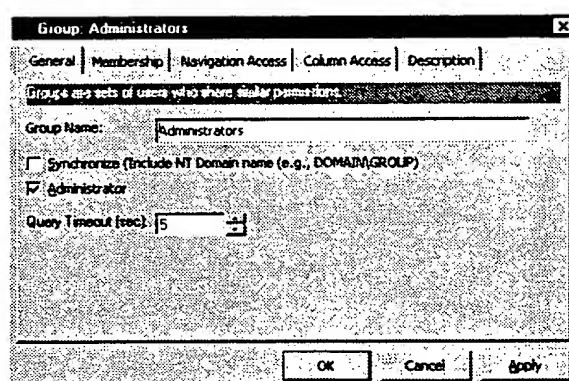 Group: Administrators
General Membership Navigation Access Column Access Description
Groups are sets of users who share similar permissions.
Group Name: Administrators
Synchronize (Include NT Domain name (e.g., DOMAIN\GROUP)
Administrator
Query Timeout (sec): 5
OK Cancel Apply